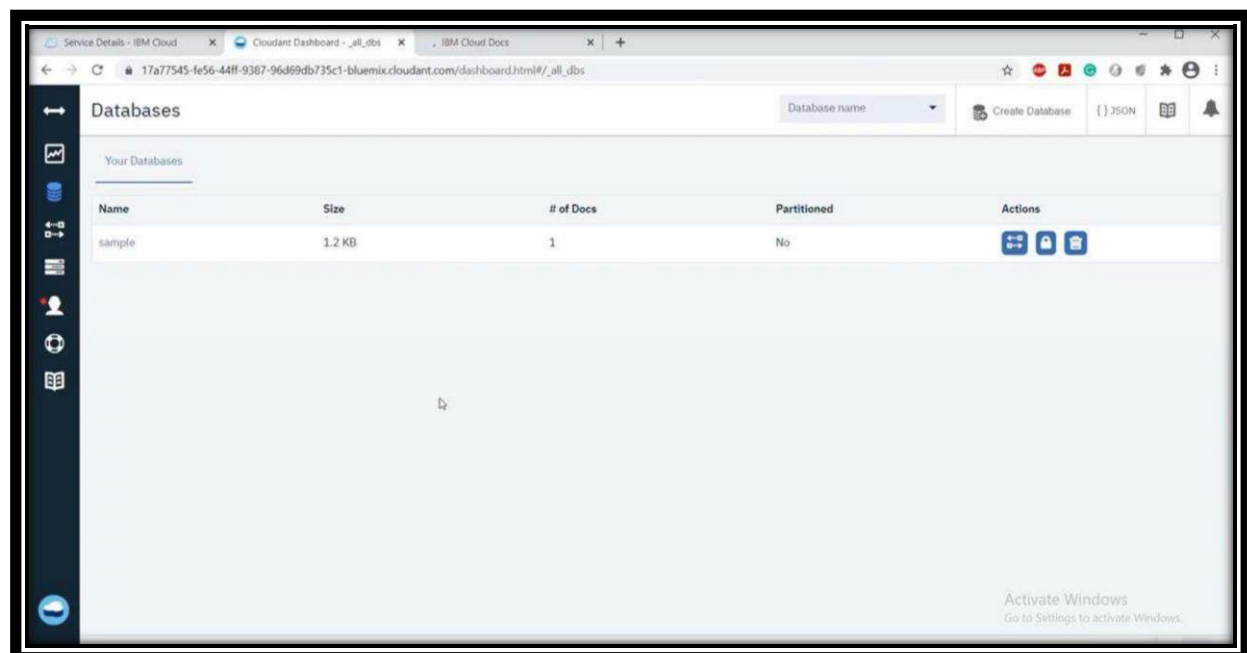 Service Details - IBM Cloud
Cloudant Dashboard - _all_dbs
IBM Cloud Docs
17a77545-fe56-44ff-9387-96d69db735c1-bluemix.cloudant.com/dashboard.html#/_all_dbs
Databases
Database name
Create Database
{ } JSON
Your Databases
Name Size # of Docs Partitioned Actions
sample 1.2 KB 1 No
Activate Windows
Go to Settings to activate Windows.